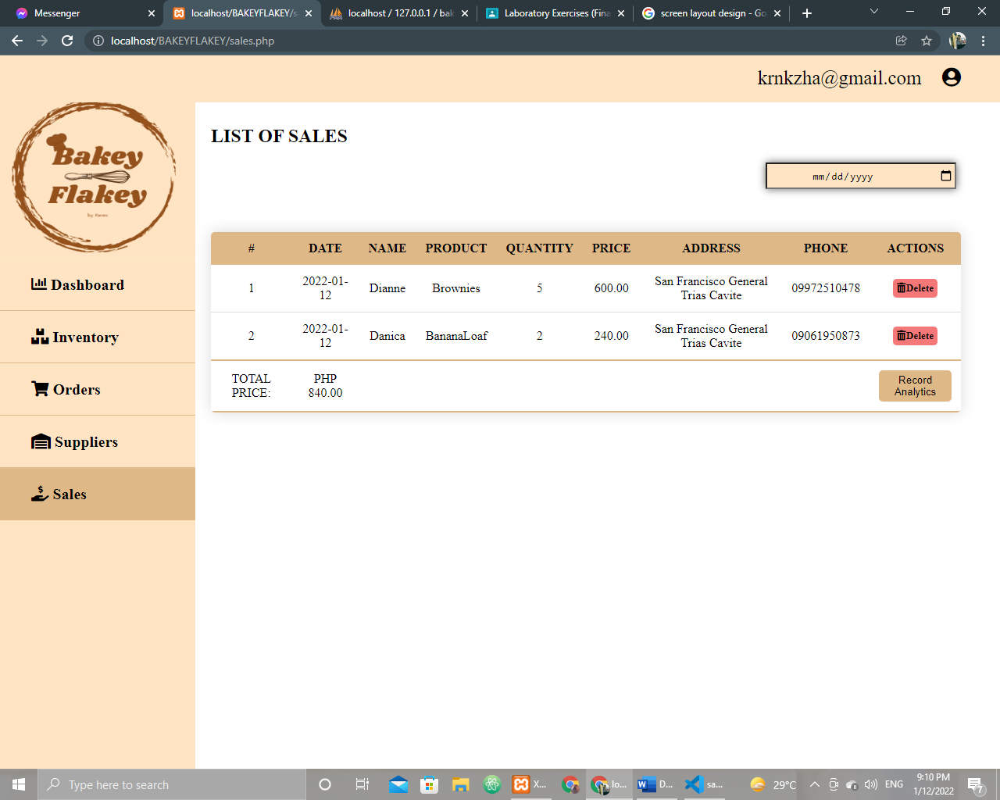 Messenger
localhost/BAKEYFLAKEY/s
localhost / 127.0.0.1 / bak
Laboratory Exercises (Fina
screen layout design - Go
localhost/BAKEYFLAKEY/sales.php
krnkzha@gmail.com
Bakey
Flakey
by: Keren
LIST OF SALES
mm/dd/yyyy
# DATE NAME PRODUCT QUANTITY PRICE ADDRESS PHONE ACTIONS
1 2022-01-12 Dianne Brownies 5 600.00 San Francisco General Trias Cavite 09972510478 Delete
2 2022-01-12 Danica BananaLoaf 2 240.00 San Francisco General Trias Cavite 09061950873 Delete
TOTAL PRICE: PHP 840.00 Record Analytics
Dashboard
Inventory
Orders
Suppliers
Sales
Type here to search
X...
lo...
D...
sa...
29°C
ENG
9:10 PM
1/12/2022
7